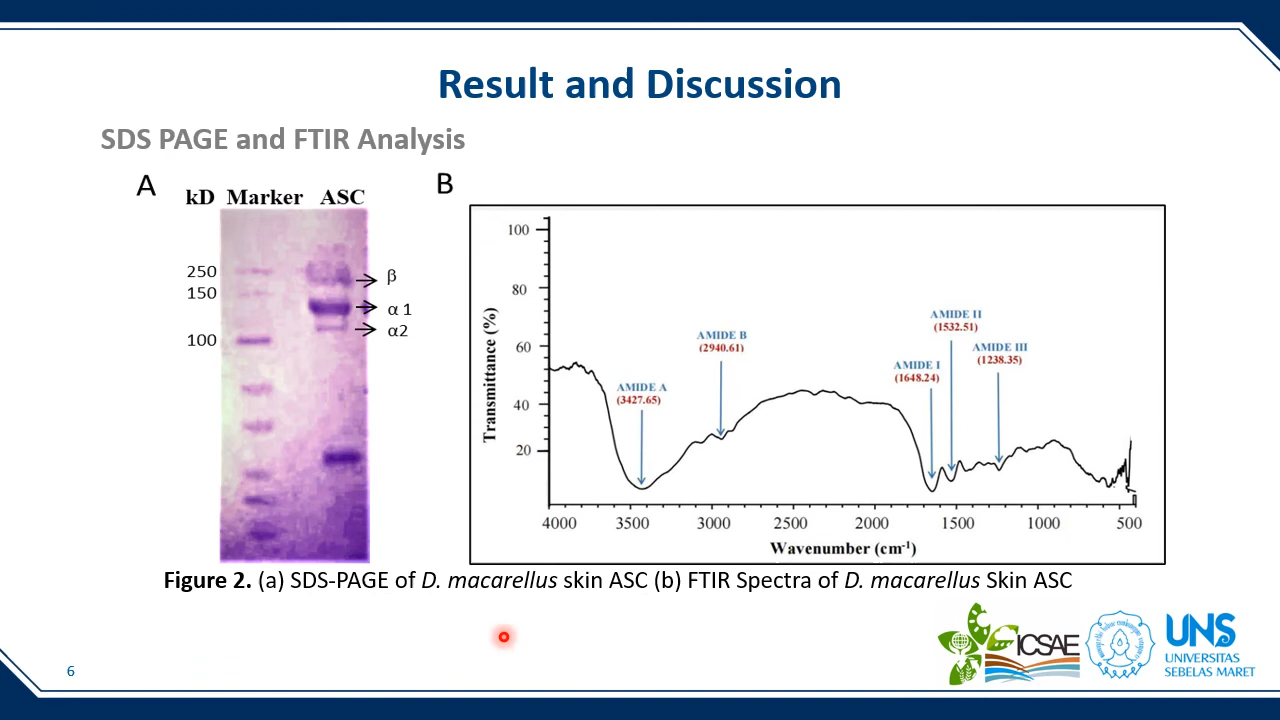 Result and Discussion
SDS PAGE and FTIR Analysis
A
kD Marker ASC
250
150
100
β
α 1
α2
B
100
80
60
40
20
Transmittance (%)
AMIDE A
(3427.65)
AMIDE B
(2940.61)
AMIDE I
(1648.24)
AMIDE II
(1532.51)
AMIDE III
(1238.35)
4000 3500 3000 2500 2000 1500 1000 500
Wavenumber (cm-1)
Figure 2. (a) SDS-PAGE of D. macarellus skin ASC (b) FTIR Spectra of D. macarellus Skin ASC
6
ICSAE
UNS
UNIVERSITAS
SEBELAS MARET